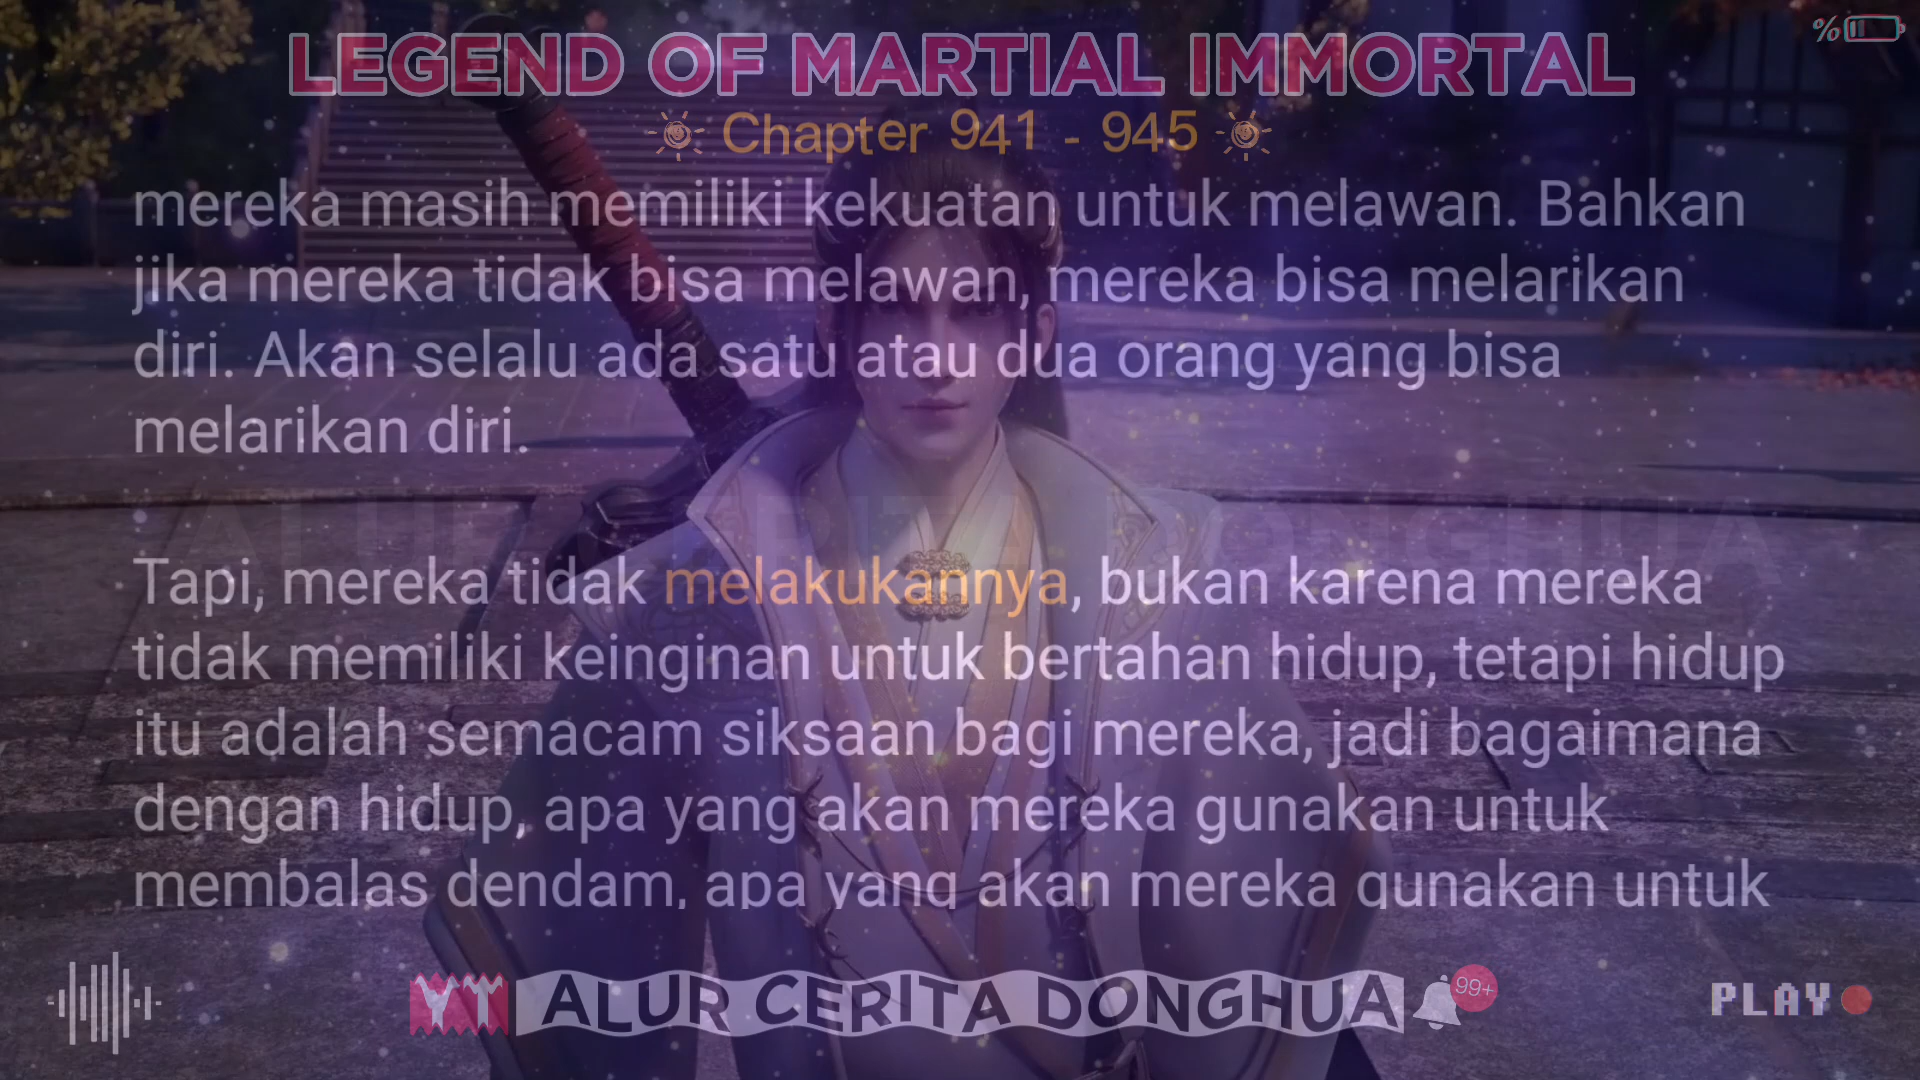 %
LEGEND OF MARTIAL IMMORTAL
Chapter 941 - 945
mereka masih memiliki kekuatan untuk melawan. Bahkan
jika mereka tidak bisa melawan, mereka bisa melarikan
diri. Akan selalu ada satu atau dua orang yang bisa
melarikan diri.
ALUR CERITA DONGHUA
Tapi, mereka tidak melakukannya, bukan karena mereka
tidak memiliki keinginan untuk bertahan hidup, tetapi hidup
itu adalah semacam siksaan bagi mereka, jadi bagaimana
dengan hidup, apa yang akan mereka gunakan untuk
membalas dendam, apa yang akan mereka gunakan untuk
YT ALUR CERITA DONGHUA 99+
PLAY